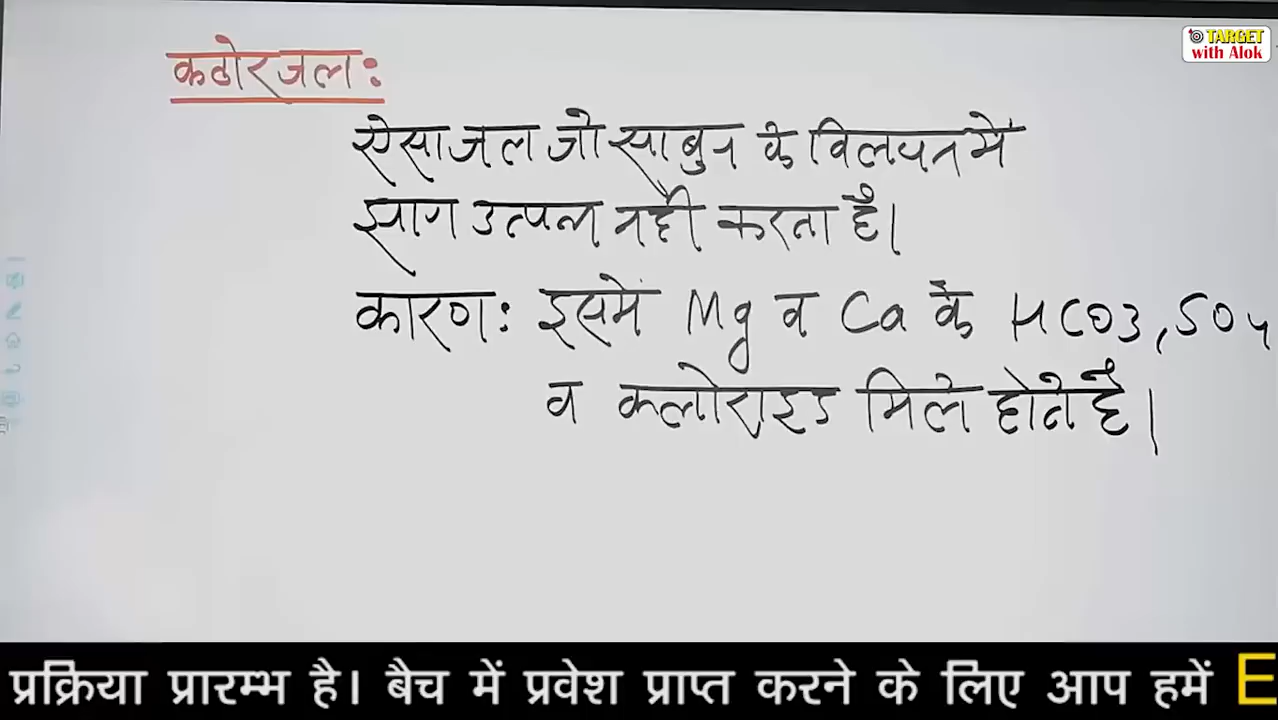 TARGET
with Alok
कठोर जल:
ऐसा जल जो साबुन के विलयन में
झाग उत्पन्न नहीं करता है।
कारण: इसमें Mg व Ca के HCO3, SO4
व क्लोराइड मिले होते है।
प्रक्रिया प्रारम्भ है। बैच में प्रवेश प्राप्त करने के लिए आप हमें E